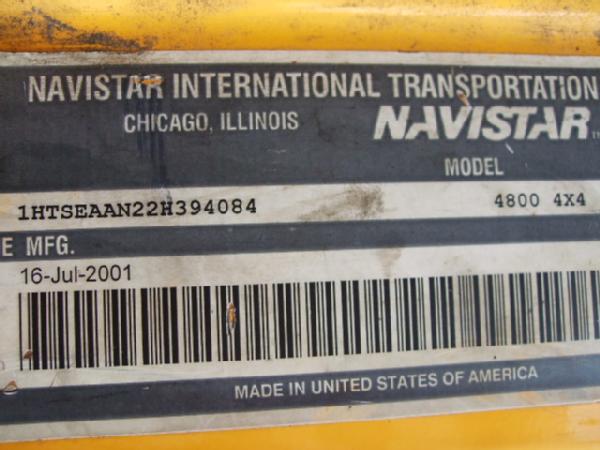 NAVISTAR INTERNATIONAL TRANSPORTATION
CHICAGO, ILLINOIS NAVISTAR
MODEL
1HTSEAAN22H394084 4800 4X4
E MFG.
16-Jul-2001
MADE IN UNITED STATES OF AMERICA